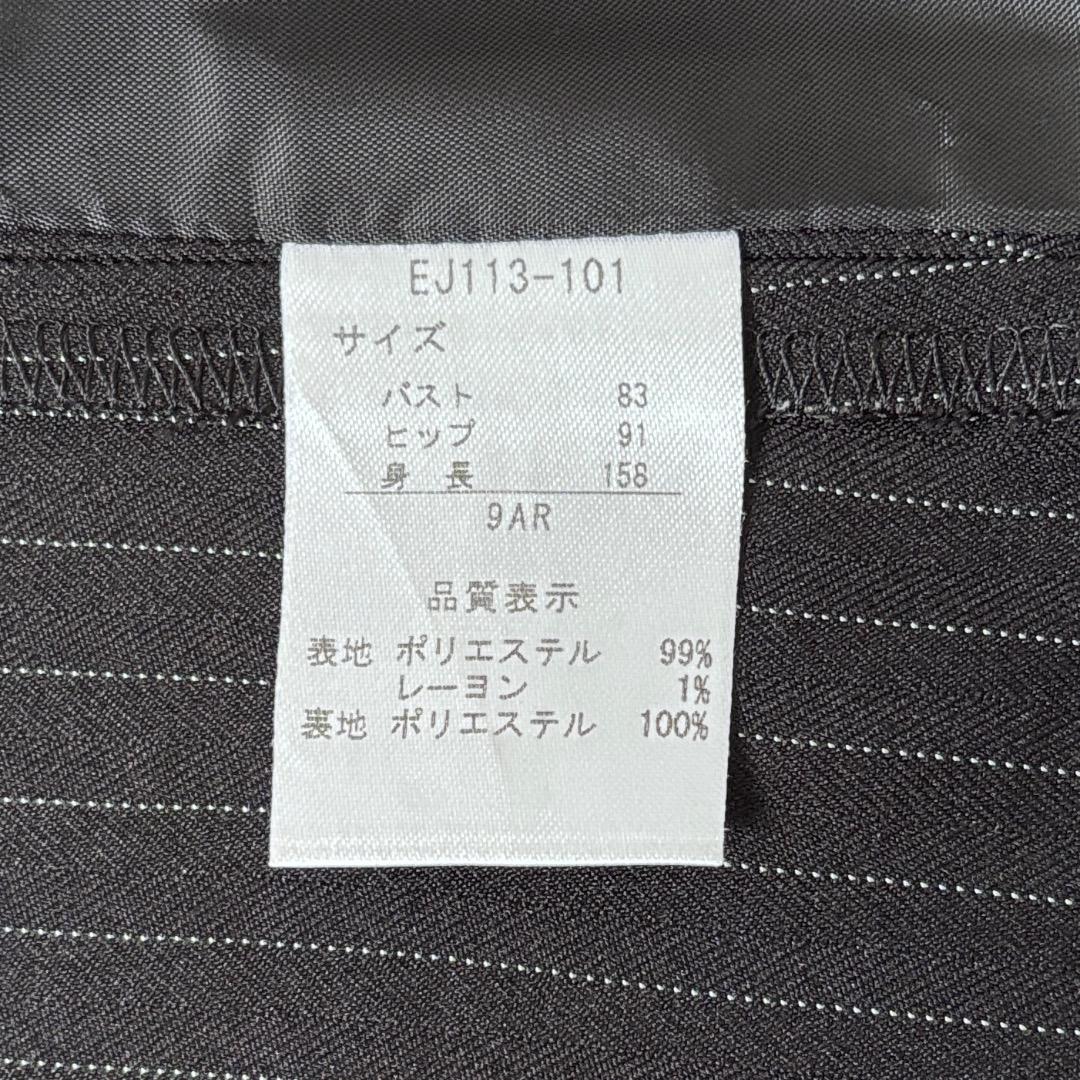 EJ113-101
サイズ
バスト 83
ヒップ 91
身長 158
9AR
品質表示
表地 ポリエステル 99%
レーヨン 1%
裏地 ポリエステル 100%